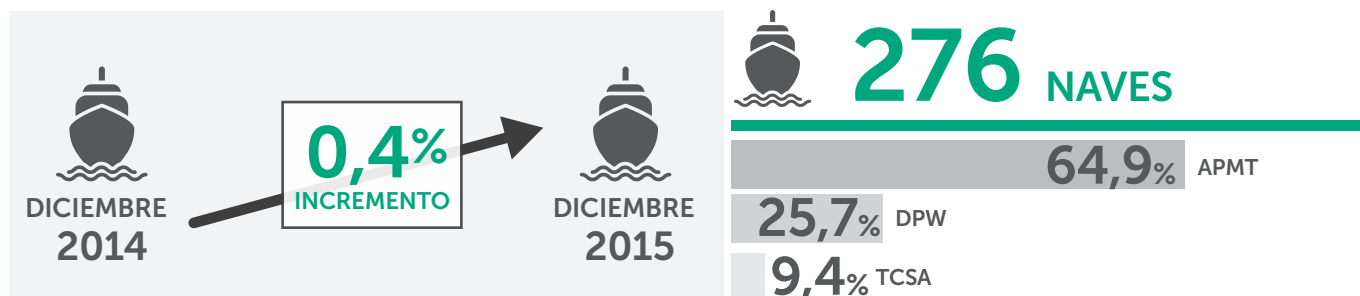 DICIEMBRE
2014
0,4%
INCREMENTO
DICIEMBRE
2015
276 NAVES
64,9% APMT
25,7% DPW
9,4% TCSA